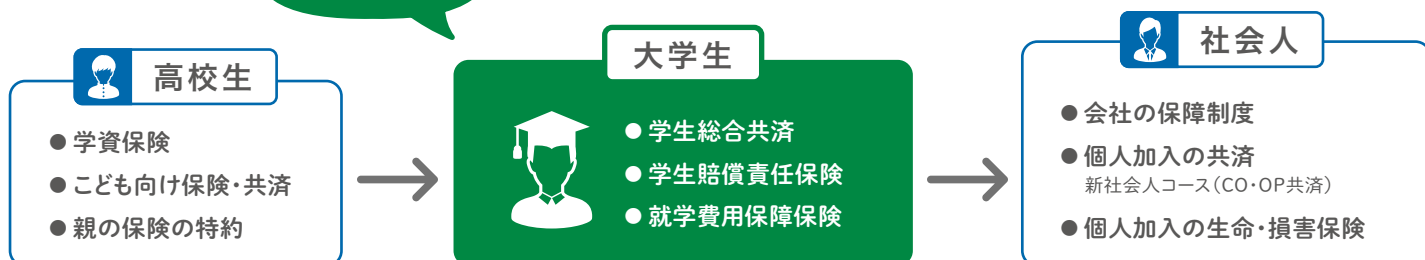 高校生
● 学資保険
● こども向け保険・共済
● 親の保険の特約
大学生
● 学生総合共済
● 学生賠償責任保険
● 就学費用保障保険
社会人
● 会社の保障制度
● 個人加入の共済
新社会人コース(CO・OP共済)
● 個人加入の生命・損害保険